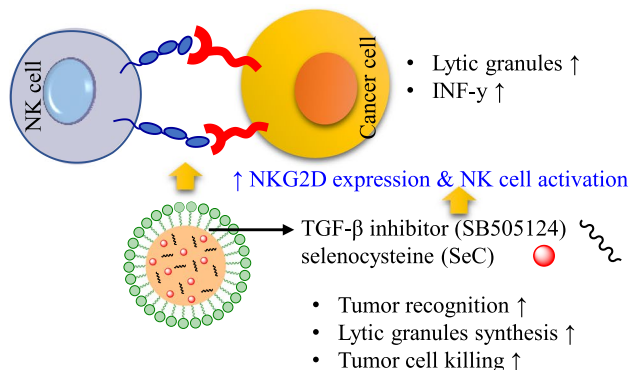 NK cell
Cancer cell
• Lytic granules ↑
• INF-y ↑
↑ NKG2D expression & NK cell activation
TGF-β inhibitor (SB505124)
selenocysteine (SeC)
• Tumor recognition ↑
• Lytic granules synthesis ↑
• Tumor cell killing ↑